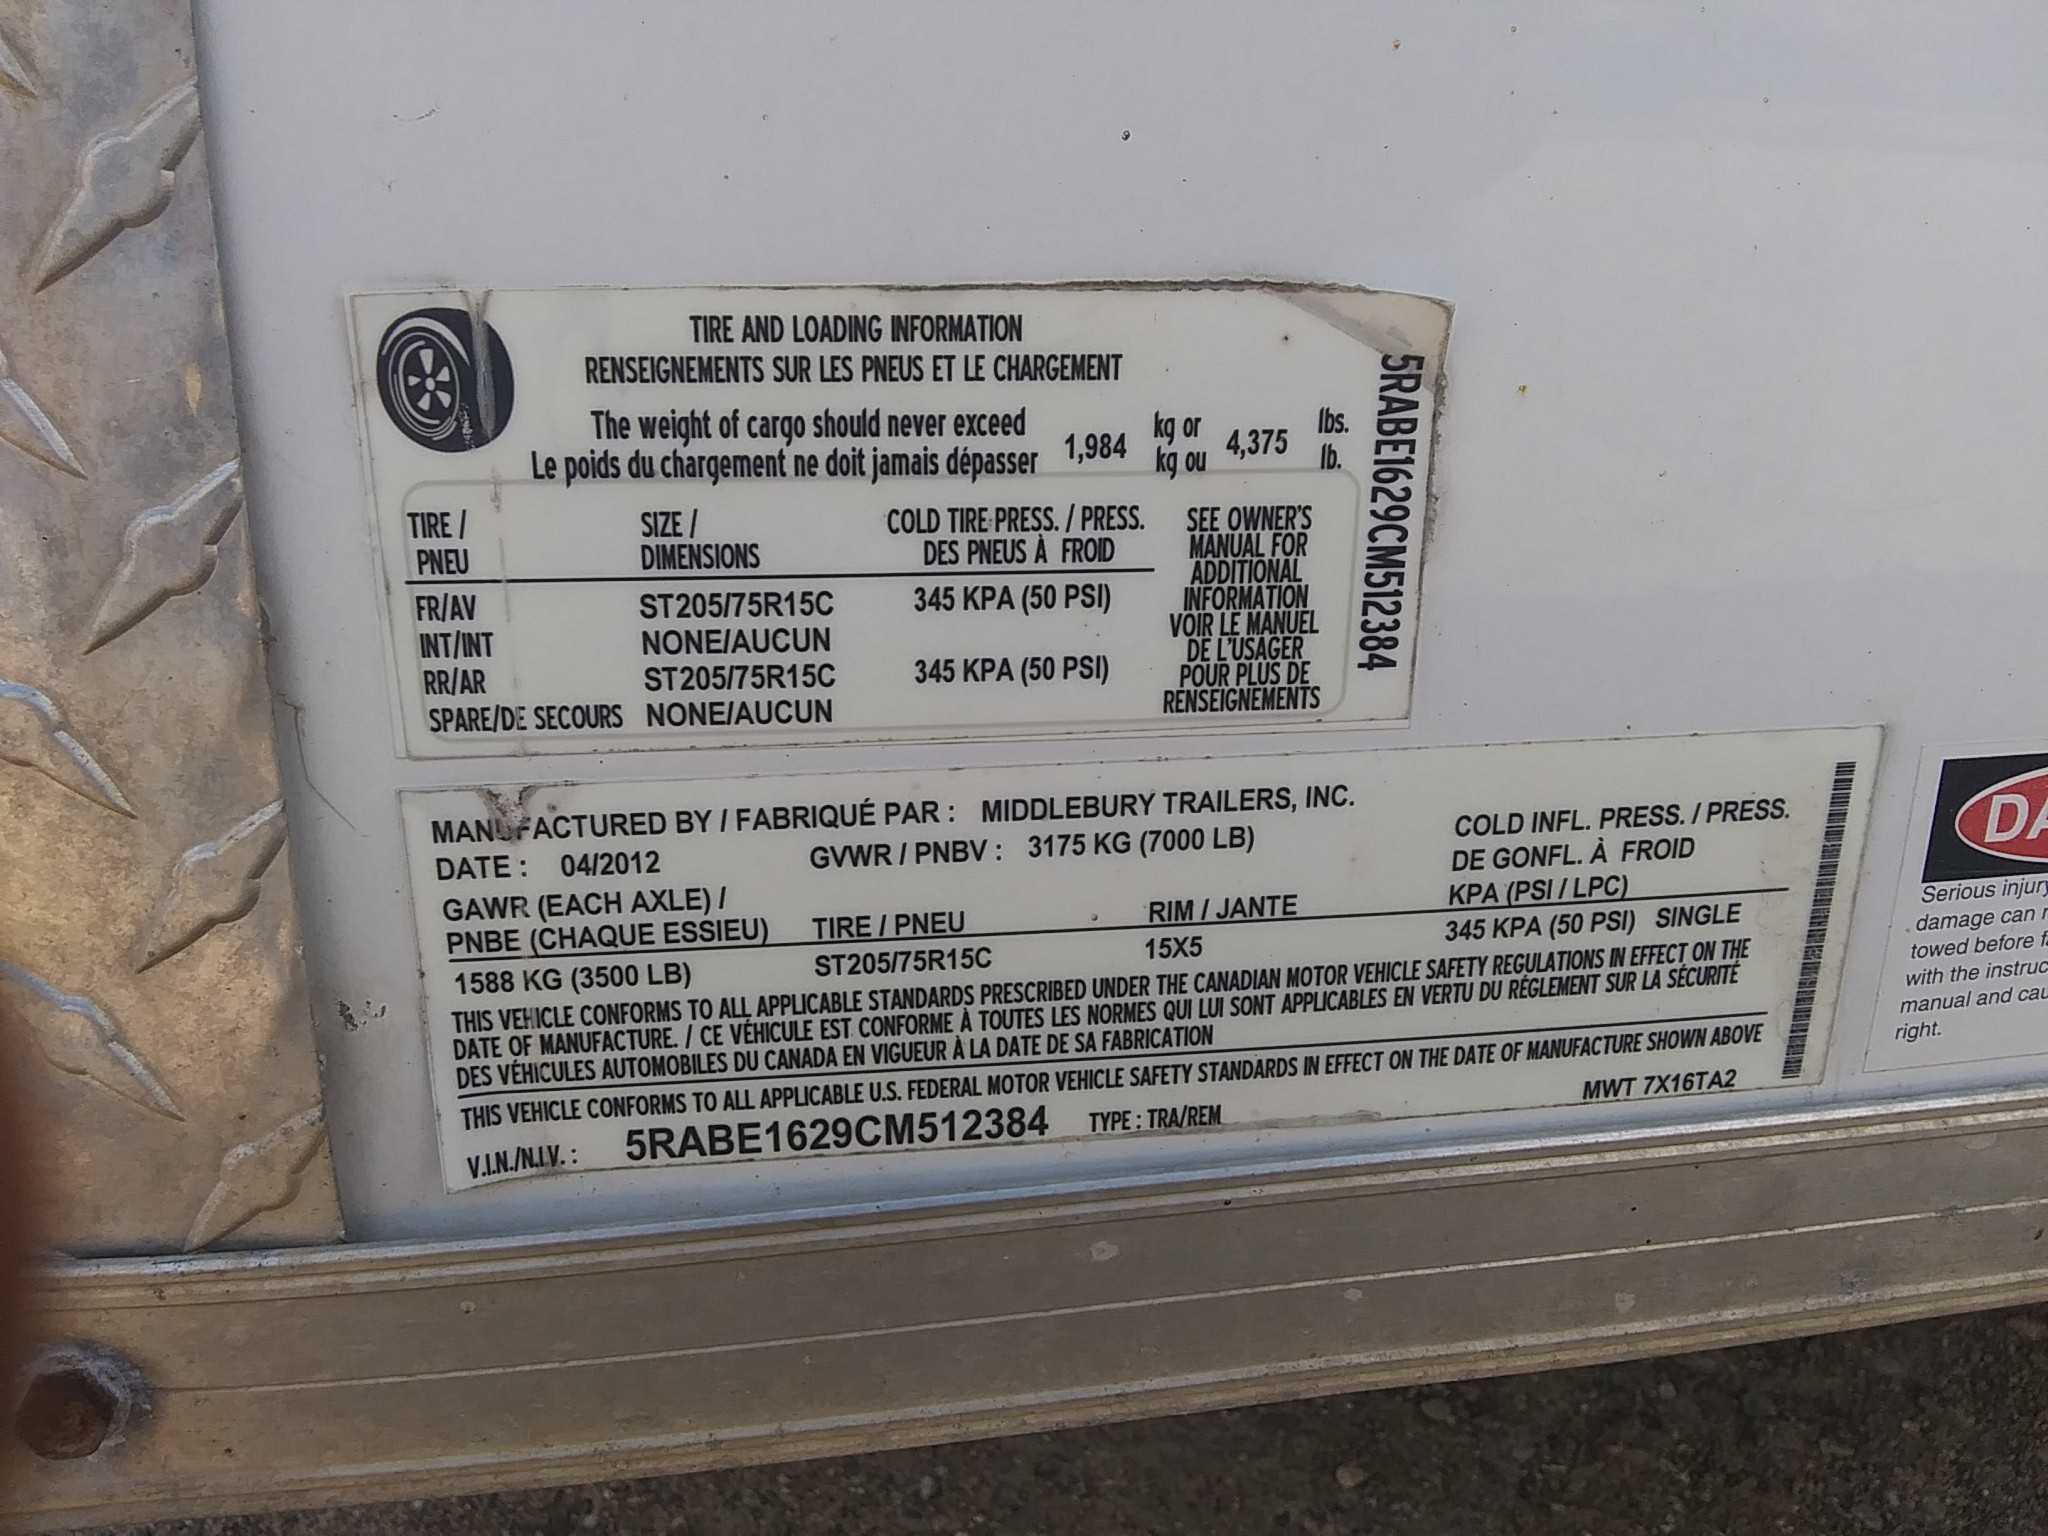 TIRE AND LOADING INFORMATION
RENSEIGNEMENTS SUR LES PNEUS ET LE CHARGEMENT
The weight of cargo should never exceed 1,984 kg or 4,375 lbs.
Le poids du chargement ne doit jamais dépasser kg ou lb.
TIRE / SIZE / COLD TIRE PRESS. / PRESS.
PNEU DIMENSIONS DES PNEUS À FROID
FR/AV ST205/75R15C 345 KPA (50 PSI)
INT/INT NONE/AUCUN
RR/AR ST205/75R15C 345 KPA (50 PSI)
SPARE/DE SECOURS NONE/AUCUN
SEE OWNER'S
MANUAL FOR
ADDITIONAL
INFORMATION
VOIR LE MANUEL
DE L'USAGER
POUR PLUS DE
RENSEIGNEMENTS
5RABE1629CM512384
MANUFACTURED BY / FABRIQUÉ PAR : MIDDLEBURY TRAILERS, INC.
DATE : 04/2012 GVWR / PNBV : 3175 KG (7000 LB)
COLD INFL. PRESS. / PRESS.
DE GONFL. À FROID
GAWR (EACH AXLE) / KPA (PSI / LPC)
PNBE (CHAQUE ESSIEU) TIRE / PNEU RIM / JANTE
1588 KG (3500 LB) ST205/75R15C 15X5 345 KPA (50 PSI) SINGLE
THIS VEHICLE CONFORMS TO ALL APPLICABLE STANDARDS PRESCRIBED UNDER THE CANADIAN MOTOR VEHICLE SAFETY REGULATIONS IN EFFECT ON THE
DATE OF MANUFACTURE. / CE VÉHICULE EST CONFORME À TOUTES LES NORMES QUI LUI SONT APPLICABLES EN VERTU DU RÉGLEMENT SUR LA SÉCURITÉ
DES VÉHICULES AUTOMOBILES DU CANADA EN VIGUEUR À LA DATE DE SA FABRICATION
THIS VEHICLE CONFORMS TO ALL APPLICABLE U.S. FEDERAL MOTOR VEHICLE SAFETY STANDARDS IN EFFECT ON THE DATE OF MANUFACTURE SHOWN ABOVE
V.I.N./N.I.V. : 5RABE1629CM512384 TYPE : TRA/REM MWT 7X16TA2
DA
Serious injury
damage can
towed before
with the
manual and
right.